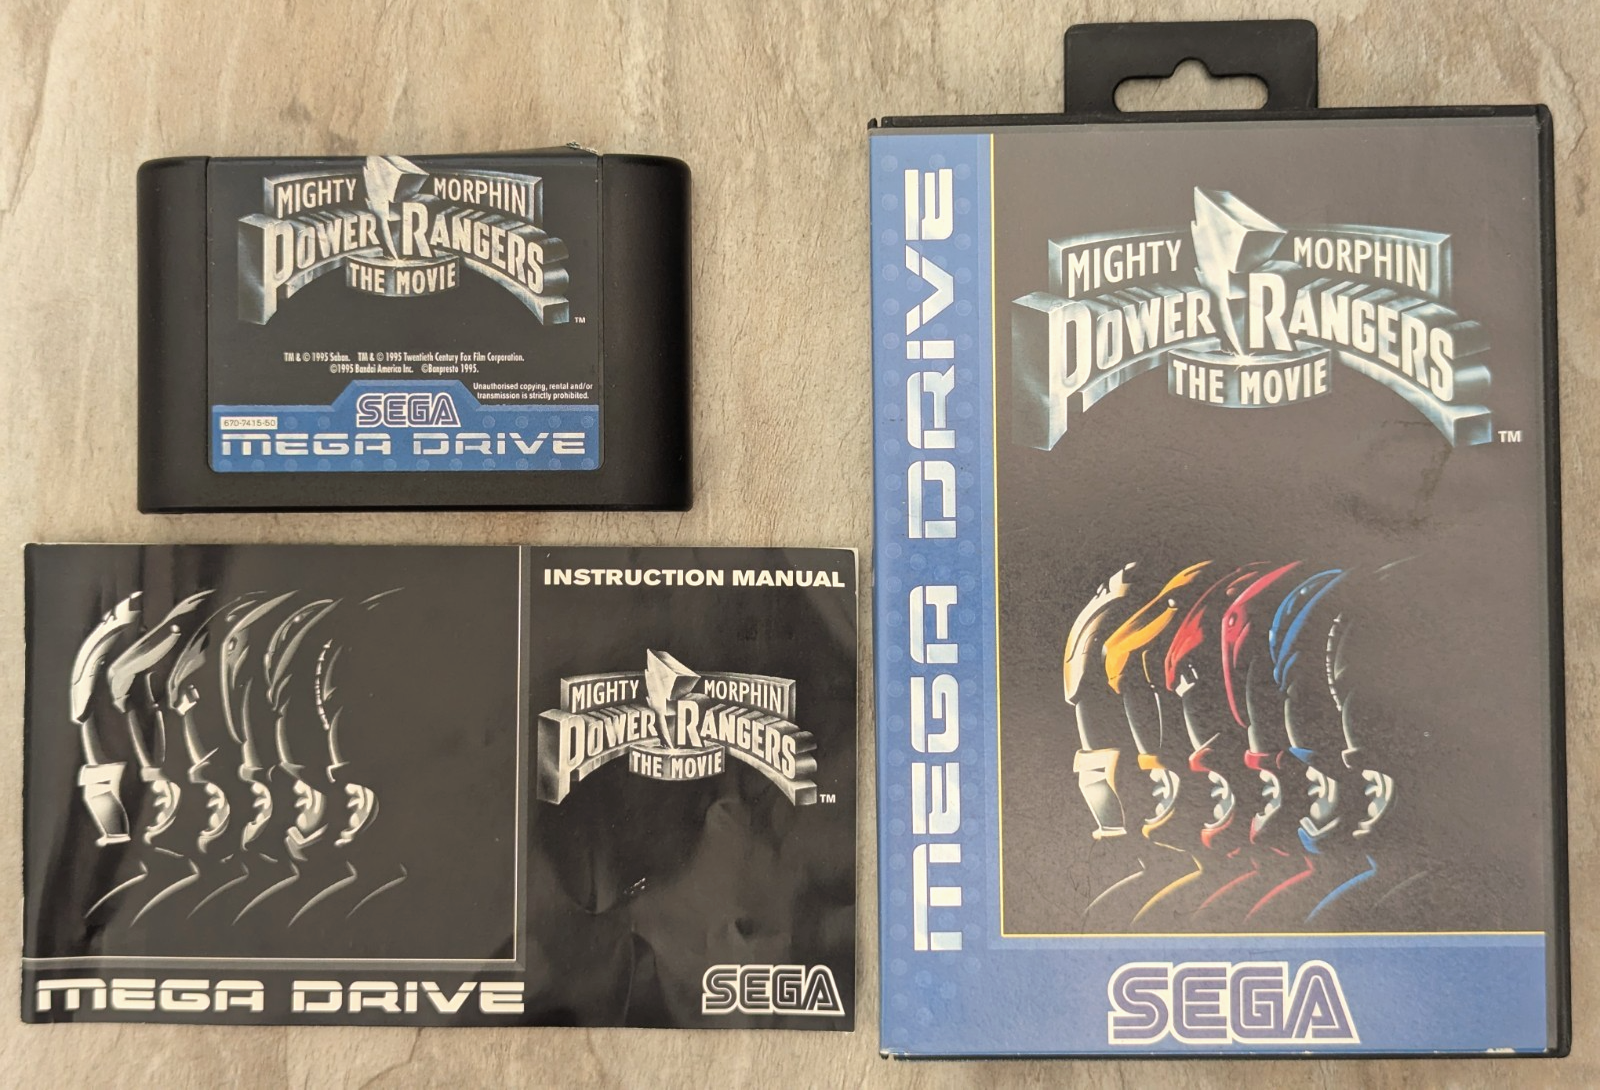 MIGHTY MORPHIN
POWER RANGERS
THE MOVIE
TM
TM & © 1995 Saban. TM & © 1995 Twentieth Century Fox Film Corporation.
©1995 Bandai America Inc. ©Banpresto 1995.
Unauthorised copying, rental and/or
transmission is strictly prohibited.
SEGA
670-7415-50
MEGA DRIVE
INSTRUCTION MANUAL
MIGHTY MORPHIN
POWER RANGERS
THE MOVIE
TM
MEGA DRIVE
SEGA
MEGA DRIVE
MIGHTY MORPHIN
POWER RANGERS
THE MOVIE
TM
SEGA